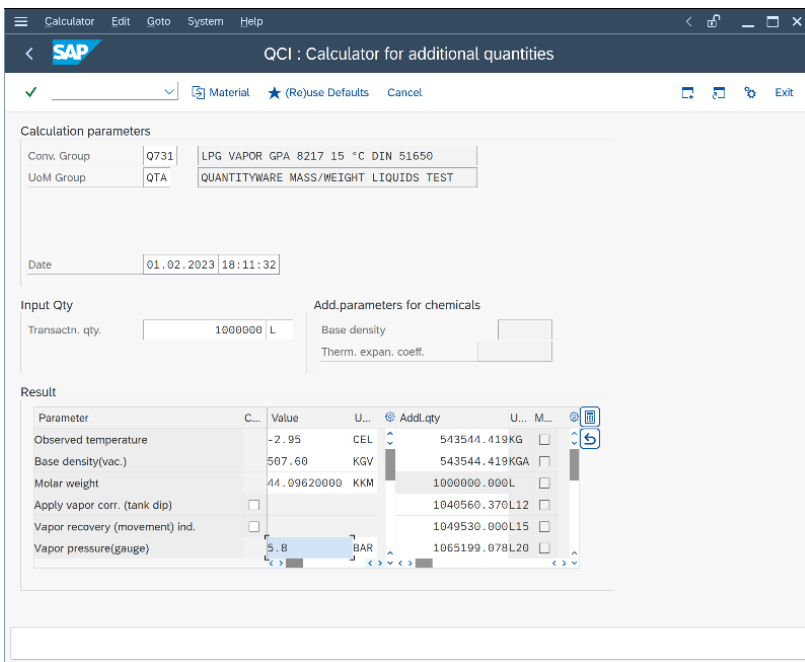 Calculator Edit Goto System Help
SAP QCI : Calculator for additional quantities
Material (Re)use Defaults Cancel Exit
Calculation parameters
Conv. Group Q731 LPG VAPOR GPA 8217 15 °C DIN 51650
UoM Group QTA QUANTITYWARE MASS/WEIGHT LIQUIDS TEST
Date 01.02.2023 18:11:32
Input Qty Add.parameters for chemicals
Transactn. qty. 1000000 L Base density
Therm. expan. coeff.
Result
Parameter C... Value U... Addl.qty U... M...
Observed temperature -2.95 CEL 543544.419 KG
Base density(vac.) 507.60 KGV 543544.419 KGA
Molar weight 44.09620000 KKM 1000000.000 L
Apply vapor corr. (tank dip) 1040560.370 L12
Vapor recovery (movement) ind. 1049530.000 L15
Vapor pressure(gauge) 5.8 BAR 1065199.078 L20